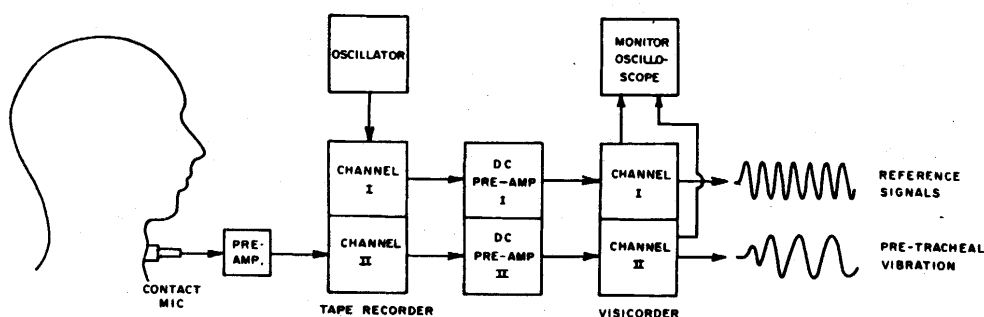 OSCILLATOR
MONITOR
OSCILLO-
SCOPE
CHANNEL
I
DC
PRE-AMP
I
CHANNEL
I
REFERENCE
SIGNALS
PRE-
AMP.
CHANNEL
II
DC
PRE-AMP
II
CHANNEL
II
PRE-TRACHEAL
VIBRATION
CONTACT
MIC
TAPE RECORDER
VISICORDER